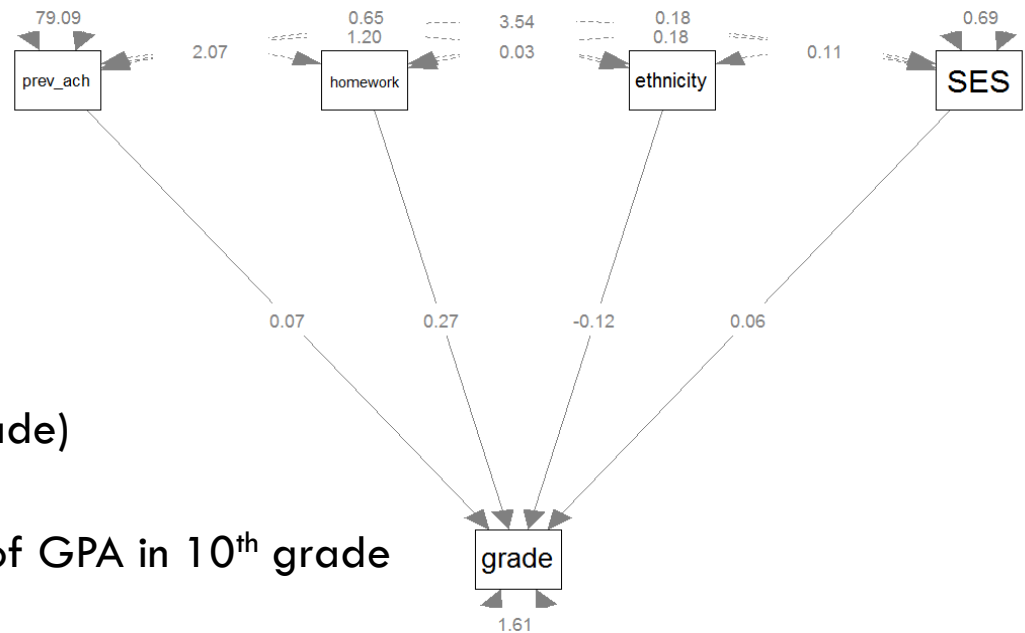 79.09
0.65
3.54
0.18
0.69
1.20
0.18
2.07
0.03
0.11
prev_ach
homework
ethnicity
SES
0.07
0.27
-0.12
0.06
ade)
of GPA in 10th grade
grade
1.61